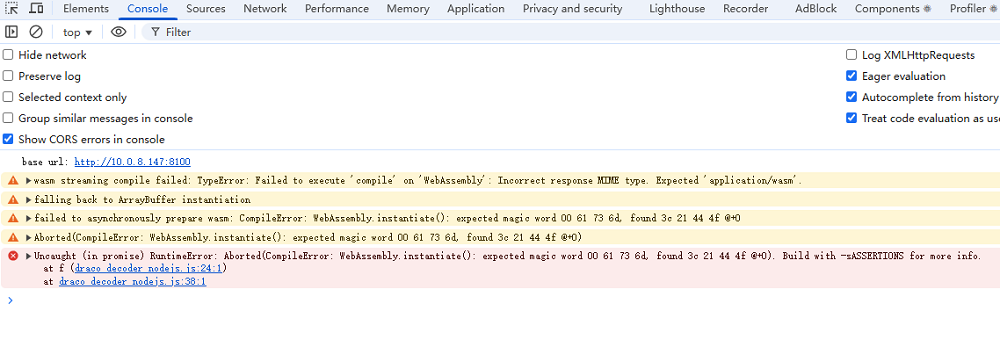 Elements Console Sources Network Performance Memory Application Privacy and security Lighthouse Recorder AdBlock Components Profiler
top Filter
Hide network Log XMLHttpRequests
Preserve log Eager evaluation
Selected context only Autocomplete from history
Group similar messages in console Treat code evaluation as use
Show CORS errors in console
base url: http://10.0.8.147:8100
wasm streaming compile failed: TypeError: Failed to execute 'compile' on 'WebAssembly': Incorrect response MIME type. Expected 'application/wasm'.
falling back to ArrayBuffer instantiation
failed to asynchronously prepare wasm: CompileError: WebAssembly.instantiate(): expected magic word 00 61 73 6d, found 3c 21 44 4f @+0
Aborted(CompileError: WebAssembly.instantiate(): expected magic word 00 61 73 6d, found 3c 21 44 4f @+0)
Uncaught (in promise) RuntimeError: Aborted(CompileError: WebAssembly.instantiate(): expected magic word 00 61 73 6d, found 3c 21 44 4f @+0). Build with -sASSERTIONS for more info.
at f (draco_decoder_nodejs.js:24:1)
at draco_decoder_nodejs.js:38:1